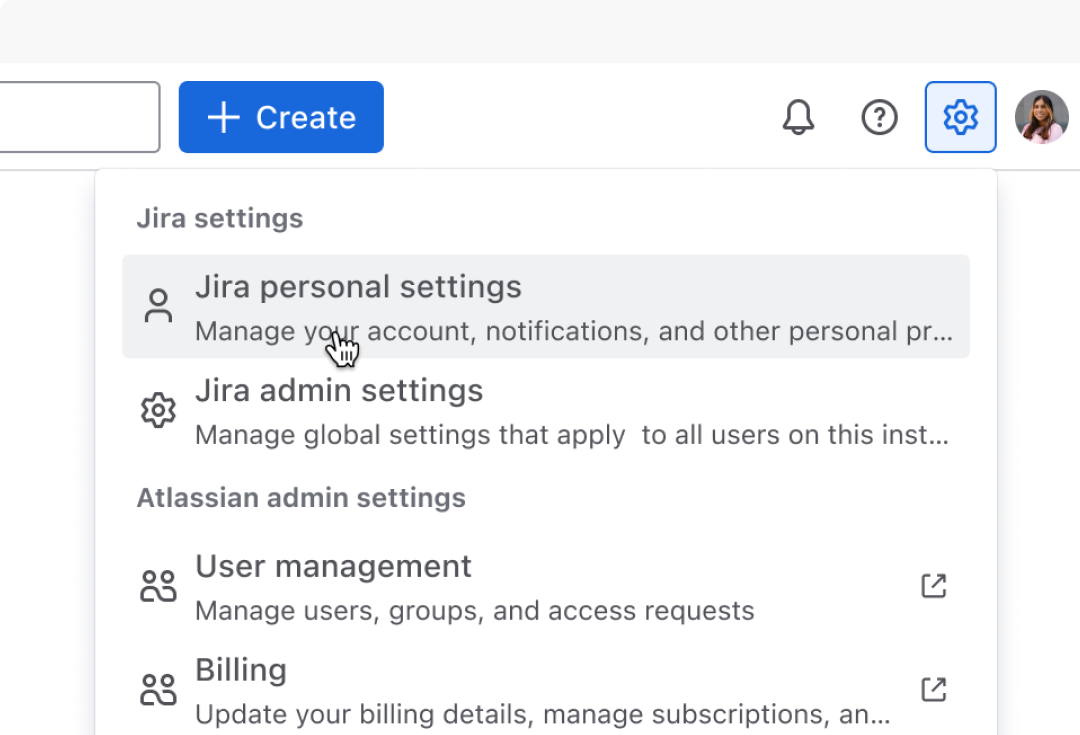 Create
Jira settings
Jira personal settings
Manage your account, notifications, and other personal pr...
Jira admin settings
Manage global settings that apply  to all users on this inst...
Atlassian admin settings
User management
Manage users, groups, and access requests
Billing
Update your billing details, manage subscriptions, an...